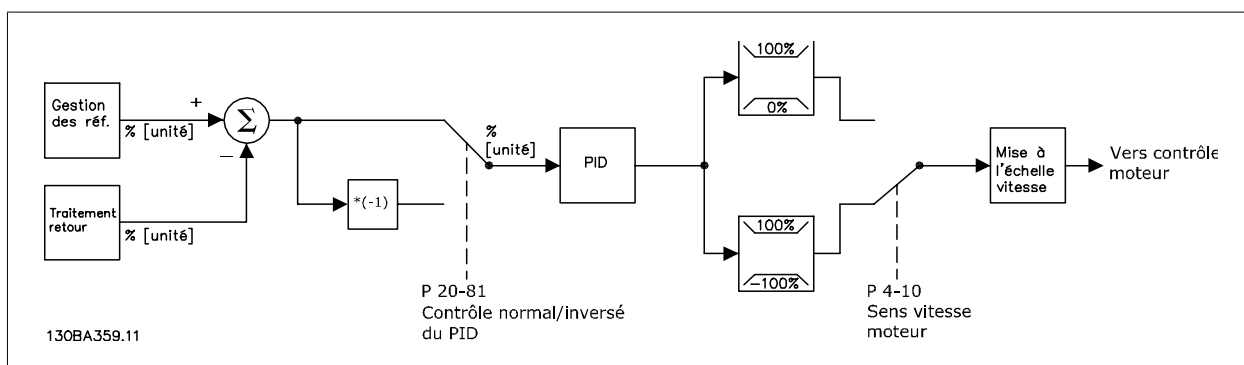 Gestion
des réf.
% [unité]
+
Σ
−
Traitement
retour
% [unité]
*(-1)
%
[unité]
PID
100%
0%
100%
−100%
Mise à
l'échelle
vitesse
Vers contrôle
moteur
P 20-81
Contrôle normal/inversé
du PID
P 4-10
Sens vitesse
moteur
130BA359.11